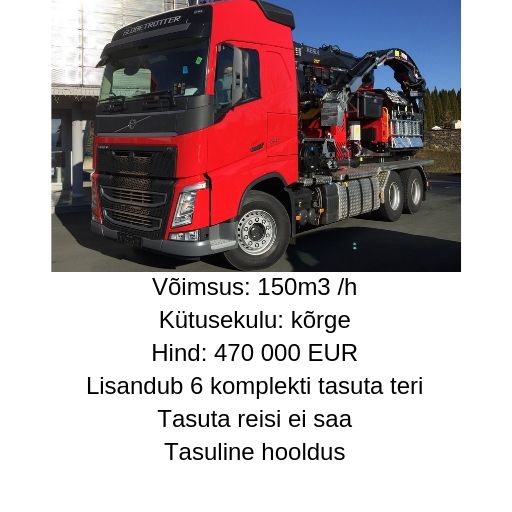 GLOBETROTTER
VOLVO
Võimsus: 150m3 /h
Kütusekulu: kõrge
Hind: 470 000 EUR
Lisandub 6 komplekti tasuta teri
Tasuta reisi ei saa
Tasuline hooldus